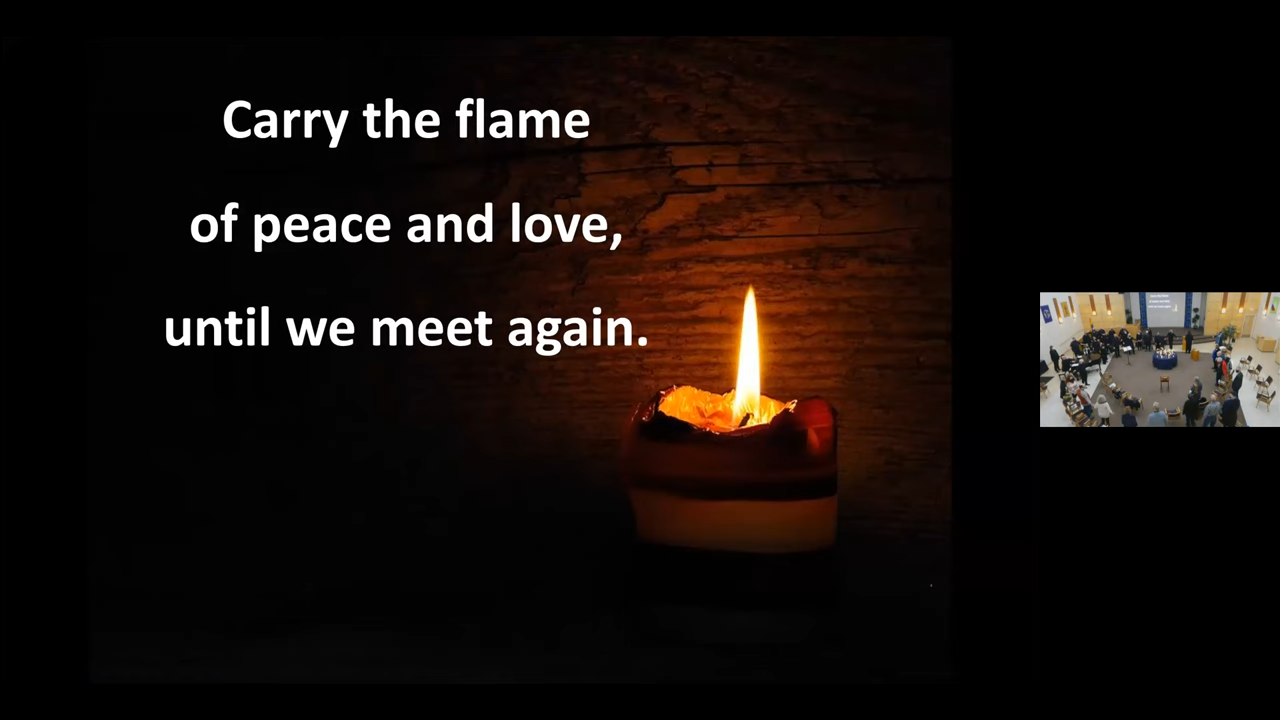 Carry the flame
of peace and love,
until we meet again.